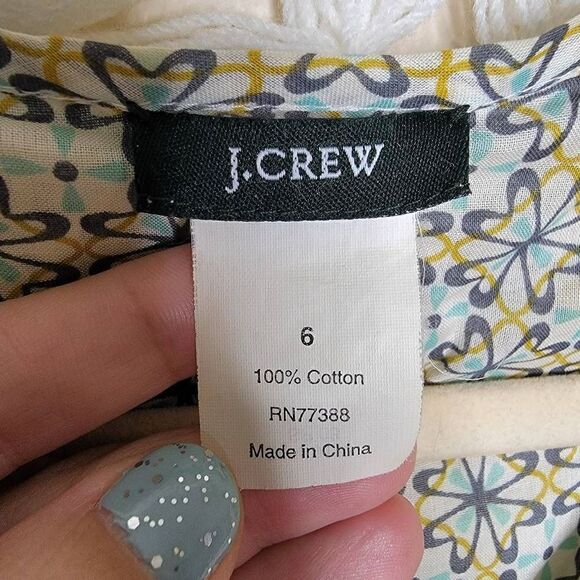 J.CREW
6
100% Cotton
RN77388
Made in China